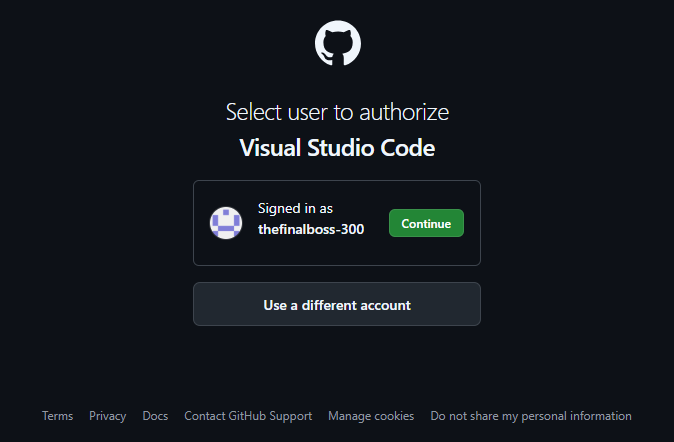 Select user to authorize
Visual Studio Code
Signed in as
thefinalboss-300
Continue
Use a different account
Terms Privacy Docs Contact GitHub Support Manage cookies Do not share my personal information